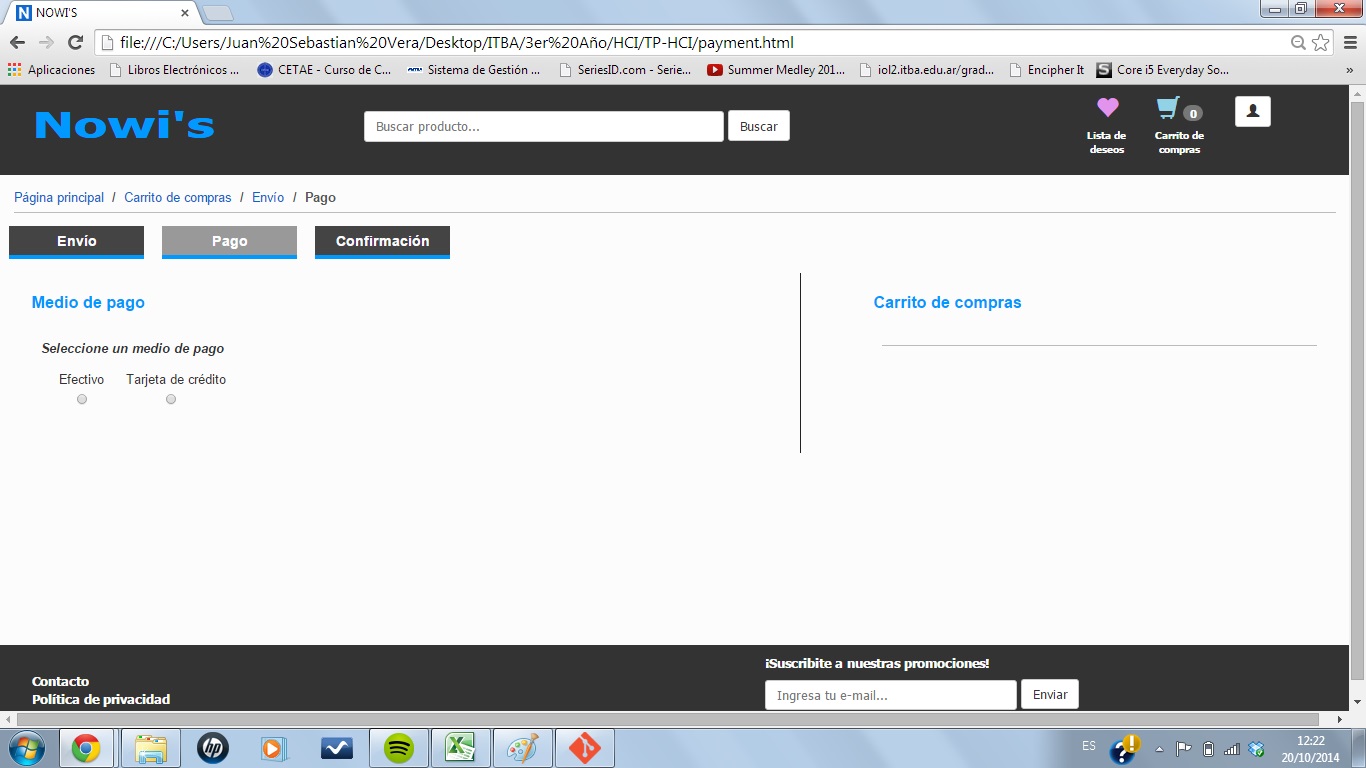 NOWI'S
file:///C:/Users/Juan%20Sebastian%20Vera/Desktop/ITBA/3er%20Año/HCI/TP-HCI/payment.html
Aplicaciones Libros Electrónicos ... CETAE - Curso de C... Sistema de Gestión ... SeriesID.com - Serie... Summer Medley 201... iol2.itba.edu.ar/grad... Encipher It Core i5 Everyday So... »
Nowi's
Buscar producto... Buscar
0
Lista de deseos
Carrito de compras
Página principal / Carrito de compras / Envío / Pago
Envío Pago Confirmación
Medio de pago
Carrito de compras
Seleccione un medio de pago
Efectivo Tarjeta de crédito
¡Suscribite a nuestras promociones!
Contacto
Política de privacidad
Ingresa tu e-mail... Enviar
ES
12:22
20/10/2014